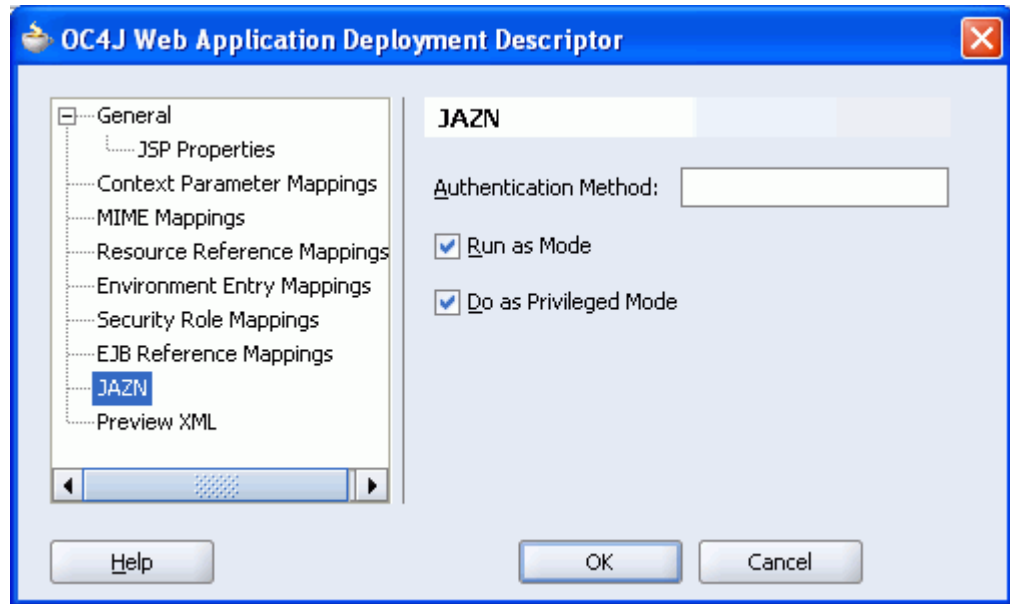 OC4J Web Application Deployment Descriptor
General
JSP Properties
Context Parameter Mappings
MIME Mappings
Resource Reference Mappings
Environment Entry Mappings
Security Role Mappings
EJB Reference Mappings
JAZN
Preview XML
JAZN
Authentication Method:
Run as Mode
Do as Privileged Mode
Help
OK
Cancel